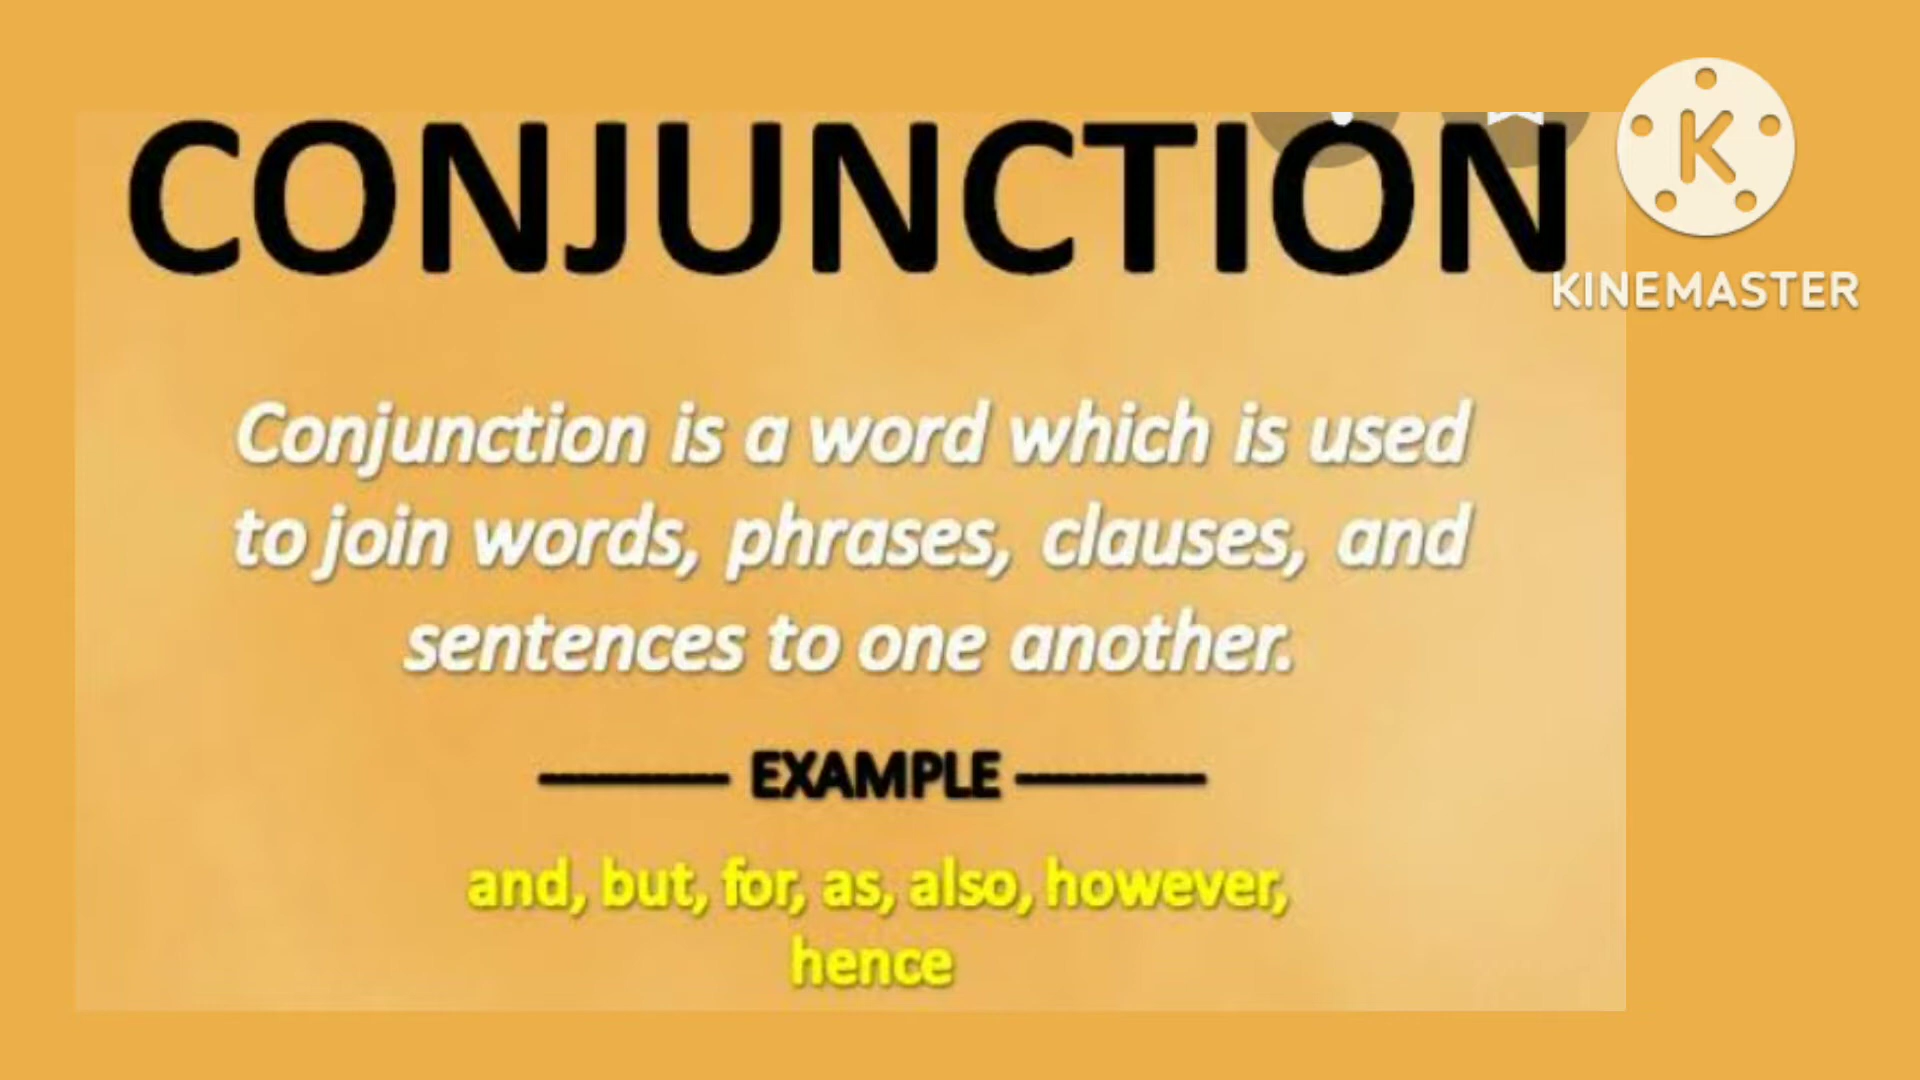 CONJUNCTION
K
KINEMASTER
Conjunction is a word which is used
to join words, phrases, clauses, and
sentences to one another.
EXAMPLE
and, but, for, as, also, however,
hence